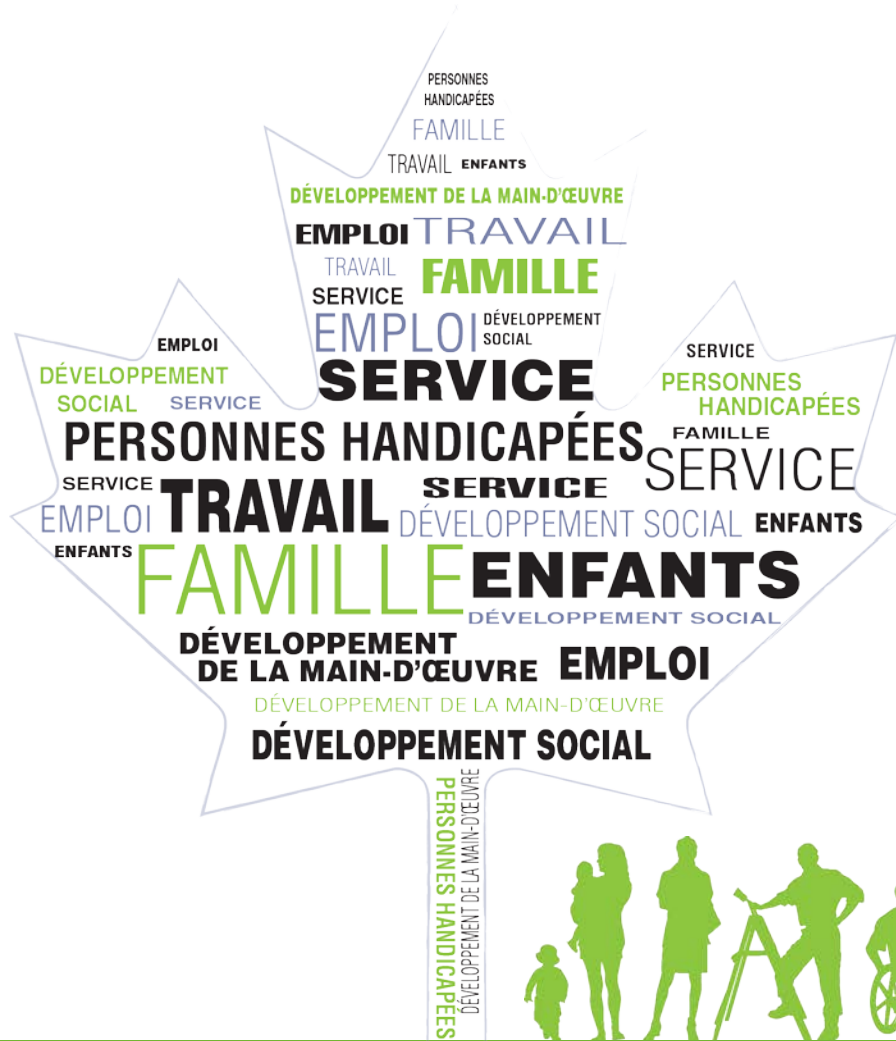 PERSONNES
HANDICAPÉES
FAMILLE
TRAVAIL ENFANTS
DÉVELOPPEMENT DE LA MAIN-D'ŒUVRE
EMPLOI TRAVAIL
TRAVAIL FAMILLE
SERVICE
EMPLOI DÉVELOPPEMENT
SOCIAL
SERVICE
EMPLOI
DÉVELOPPEMENT
SOCIAL SERVICE
SERVICE
PERSONNES
HANDICAPÉES
PERSONNES HANDICAPÉES
FAMILLE
SERVICE
SERVICE TRAVAIL SERVICE
EMPLOI DÉVELOPPEMENT SOCIAL ENFANTS
ENFANTS FAMILLE ENFANTS
DÉVELOPPEMENT SOCIAL
DÉVELOPPEMENT
DE LA MAIN-D'ŒUVRE EMPLOI
DÉVELOPPEMENT DE LA MAIN-D'ŒUVRE
DÉVELOPPEMENT SOCIAL
PERSONNES HANDICAPÉES
DÉVELOPPEMENT DE LA MAIN-D'ŒUVRE